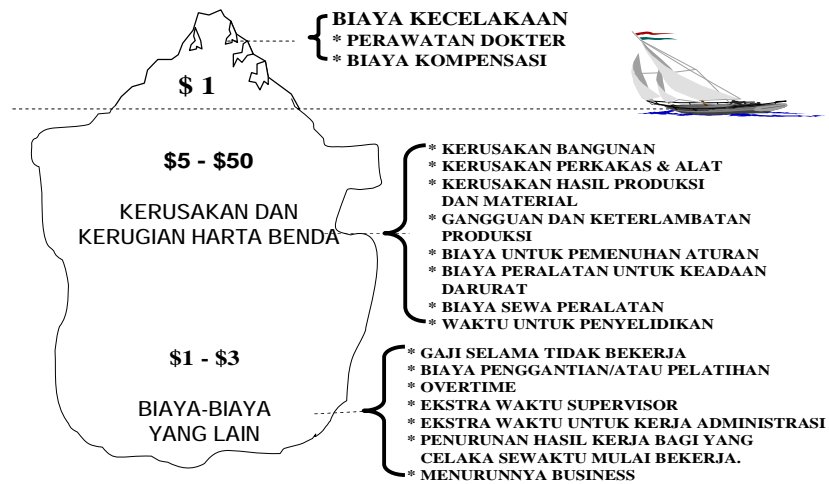 BIAYA KECELAKAAN
* PERAWATAN DOKTER
* BIAYA KOMPENSASI
$ 1
$5 - $50
KERUSAKAN DAN
KERUGIAN HARTA BENDA
* KERUSAKAN BANGUNAN
* KERUSAKAN PERKAKAS & ALAT
* KERUSAKAN HASIL PRODUKSI
DAN MATERIAL
* GANGGUAN DAN KETERLAMBATAN
PRODUKSI
* BIAYA UNTUK PEMENUHAN ATURAN
* BIAYA PERALATAN UNTUK KEADAAN
DARURAT
* BIAYA SEWA PERALATAN
* WAKTU UNTUK PENYELIDIKAN
$1 - $3
BIAYA-BIAYA
YANG LAIN
* GAJI SELAMA TIDAK BEKERJA
* BIAYA PENGGANTIAN/ATAU PELATIHAN
* OVERTIME
* EKSTRA WAKTU SUPERVISOR
* EKSTRA WAKTU UNTUK KERJA ADMINISTRASI
* PENURUNAN HASIL KERJA BAGI YANG
CELAKA SEWAKTU MULAI BEKERJA.
* MENURUNNYA BUSINESS